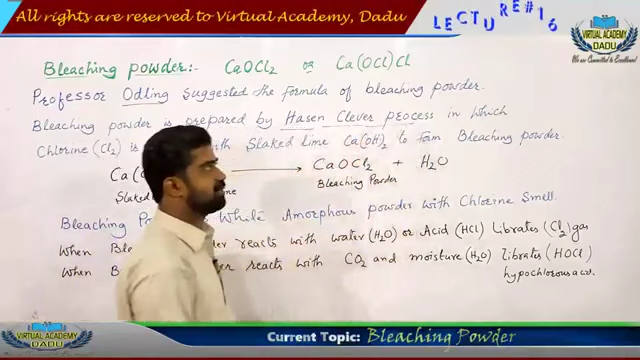 All rights are reserved to Virtual Academy, Dadu
LECTURE#16
VIRTUAL ACADEMY
DADU
We are Committed to Excellence!
Bleaching powder:- CaOCl2 or Ca(OCl)Cl
Professor Odling suggested the formula of bleaching powder.
Bleaching powder is prepared by Hasen Clever process in which
Chlorine (Cl2) is with Slaked lime Ca(OH)2 to form Bleaching powder.
Ca( → CaOCl2 + H2O
Bleaching Powder
Bleaching White Amorphous powder with Chlorine Smell.
When reacts with water (H2O) or Acid (HCl) librates (Cl2) gas
When reacts with CO2 and moisture (H2O) librates (HOCl)
hypochlorous
VIRTUAL ACADEMY
DADU
Current Topic: Bleaching Powder